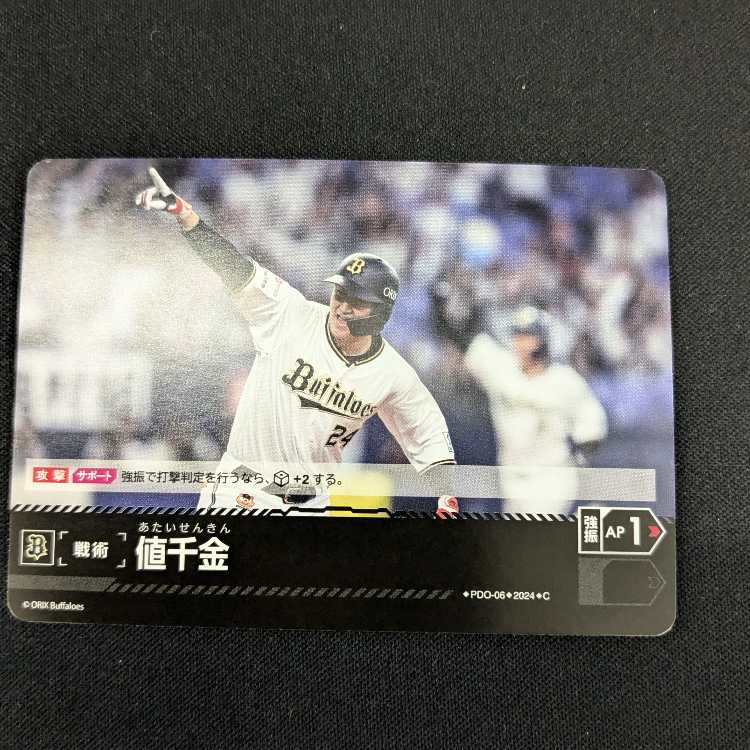 B
ORIX
Buffaloes
24
攻撃 サポート 強振で打撃判定を行うなら、 +2 する。
強振 AP 1
あたいせんきん
B 戦術 値千金
◆PDO-06◆2024◆C
© ORIX Buffaloes